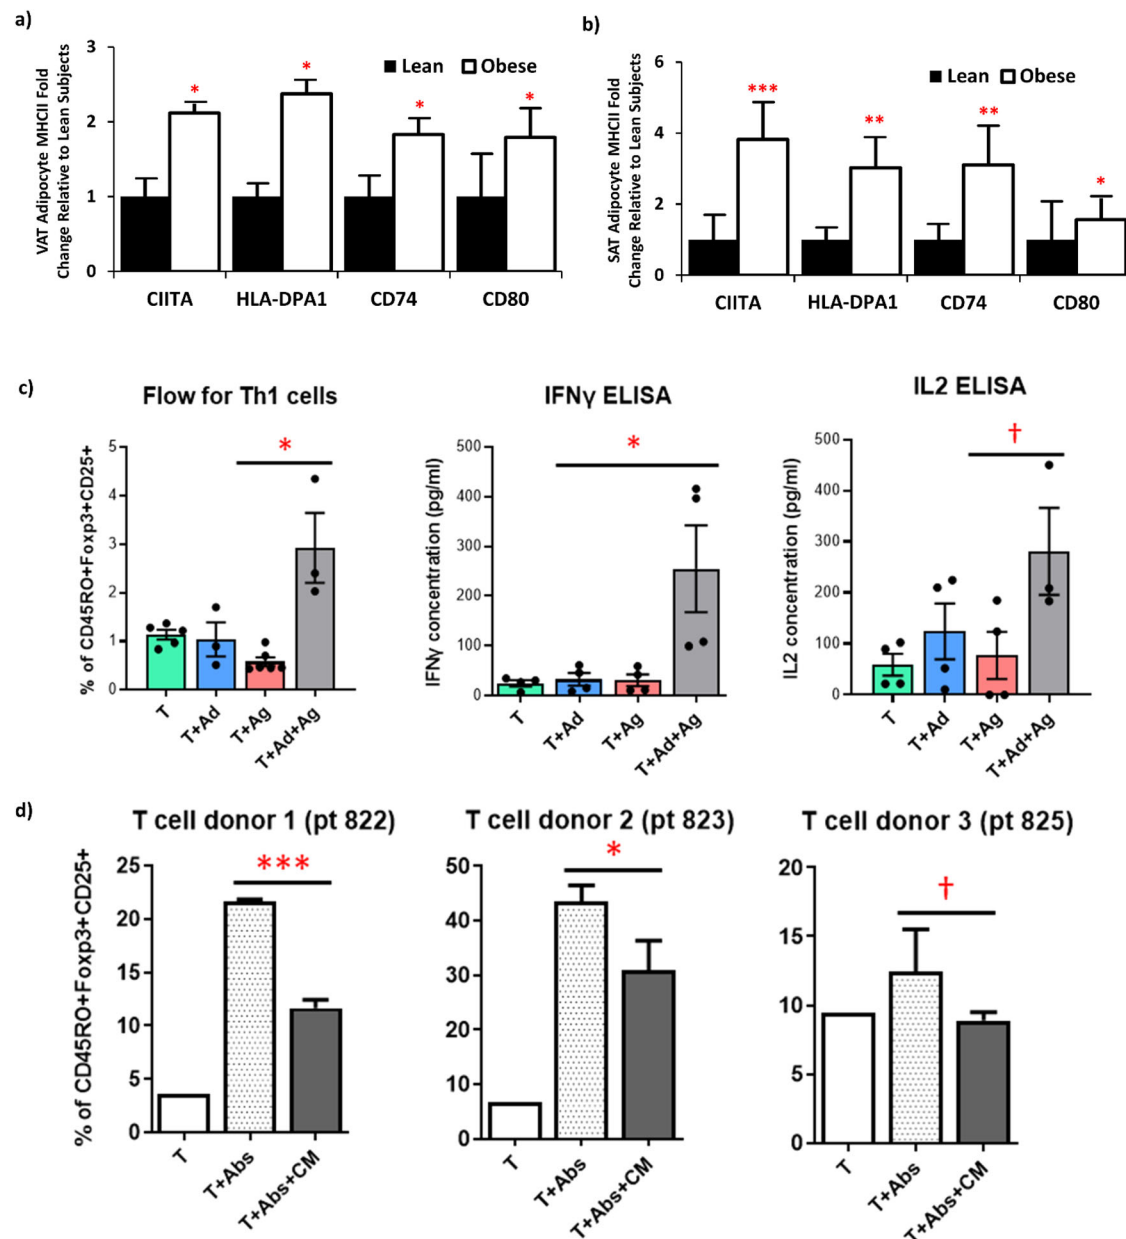 a)
VAT Adipocyte MHCII Fold
Change Relative to Lean Subjects
3
2
1
0
Lean Obese
*
*
*
*
CIITA HLA-DPA1 CD74 CD80
b)
SAT Adipocyte MHCII Fold
Change Relative to Lean Subjects
6
4
2
0
Lean Obese
***
**
**
*
CIITA HLA-DPA1 CD74 CD80
c)
Flow for Th1 cells
% of CD45RO+Foxp3+CD25+
5
4
3
2
1
0
*
T T+Ad T+Ag T+Ad+Ag
IFNγ ELISA
IFNγ concentration (pg/ml)
500
400
300
200
100
0
*
T T+Ad T+Ag T+Ad+Ag
IL2 ELISA
IL2 concentration (pg/ml)
500
400
300
200
100
0
†
T T+Ad T+Ag T+Ad+Ag
d)
T cell donor 1 (pt 822)
% of CD45RO+Foxp3+CD25+
25
20
15
10
5
0
***
T T+Abs T+Abs+CM
T cell donor 2 (pt 823)
50
40
30
20
10
0
*
T T+Abs T+Abs+CM
T cell donor 3 (pt 825)
20
15
10
5
0
†
T T+Abs T+Abs+CM